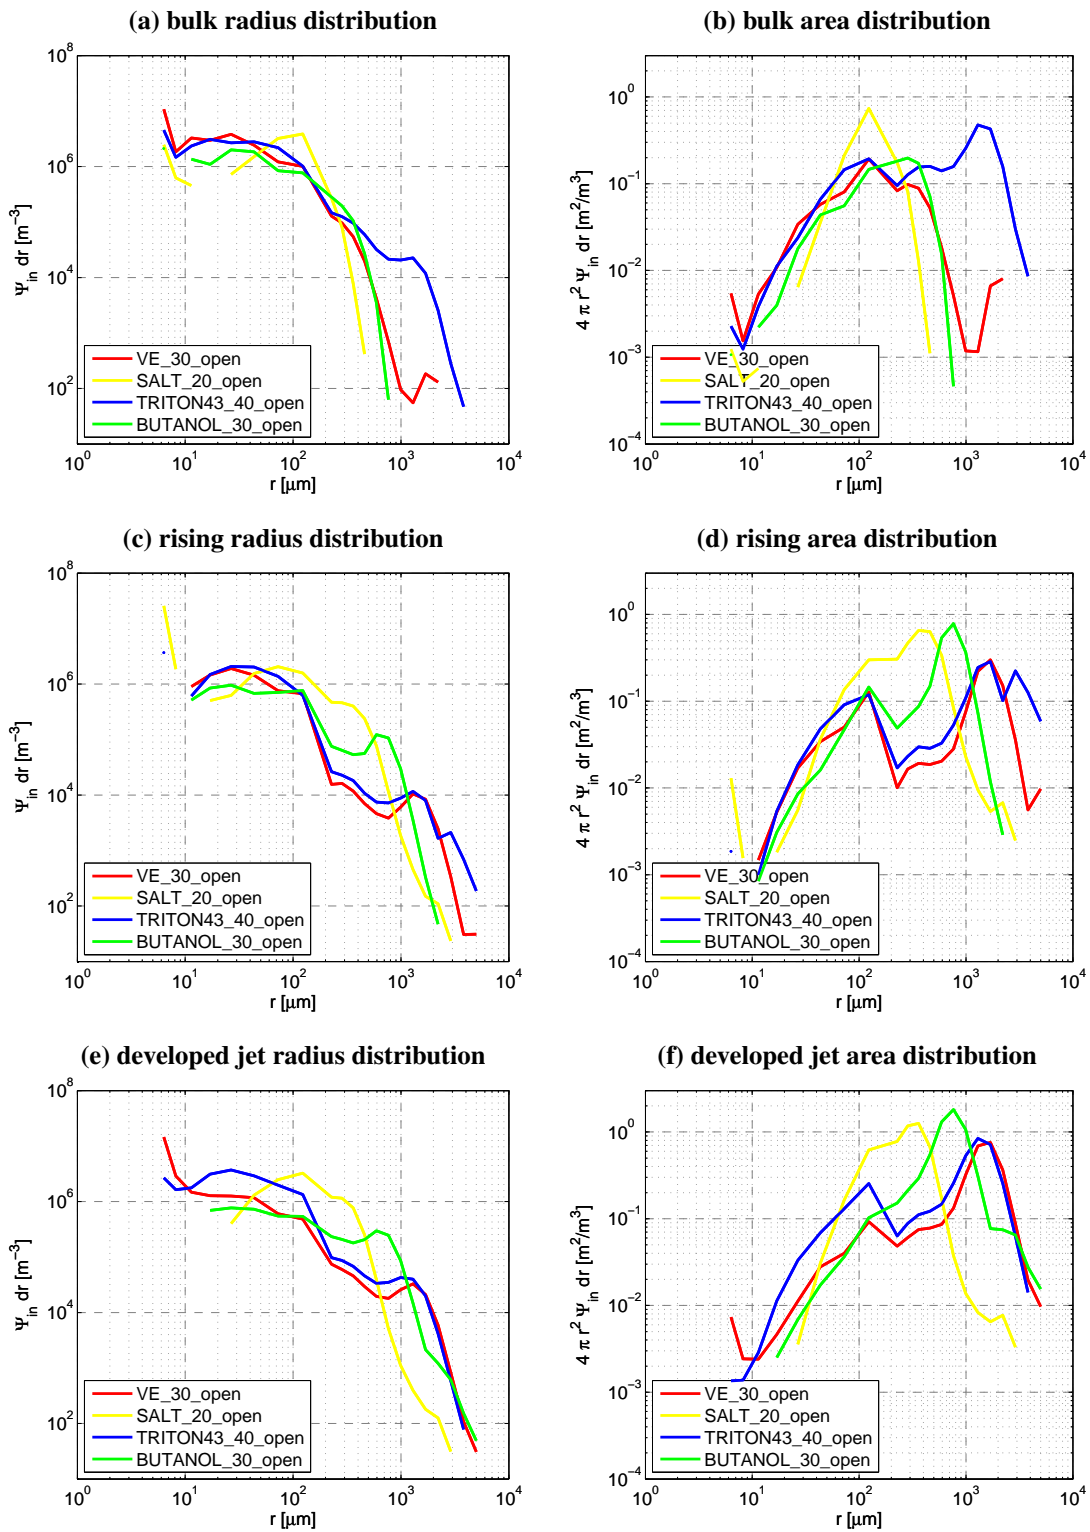 (a) bulk radius distribution
10^8
10^6
10^4
10^2
Ψ_in dr [m^−3]
VE_30_open
SALT_20_open
TRITON43_40_open
BUTANOL_30_open
10^0 10^1 10^2 10^3 10^4
r [μm]
(b) bulk area distribution
10^0
10^−1
10^−2
10^−3
10^−4
4 π r^2 Ψ_in dr [m^2/m^3]
VE_30_open
SALT_20_open
TRITON43_40_open
BUTANOL_30_open
10^0 10^1 10^2 10^3 10^4
r [μm]
(c) rising radius distribution
10^8
10^6
10^4
10^2
Ψ_in dr [m^−3]
VE_30_open
SALT_20_open
TRITON43_40_open
BUTANOL_30_open
10^0 10^1 10^2 10^3 10^4
r [μm]
(d) rising area distribution
10^0
10^−1
10^−2
10^−3
10^−4
4 π r^2 Ψ_in dr [m^2/m^3]
VE_30_open
SALT_20_open
TRITON43_40_open
BUTANOL_30_open
10^0 10^1 10^2 10^3 10^4
r [μm]
(e) developed jet radius distribution
10^8
10^6
10^4
10^2
Ψ_in dr [m^−3]
VE_30_open
SALT_20_open
TRITON43_40_open
BUTANOL_30_open
10^0 10^1 10^2 10^3 10^4
r [μm]
(f) developed jet area distribution
10^0
10^−1
10^−2
10^−3
10^−4
4 π r^2 Ψ_in dr [m^2/m^3]
VE_30_open
SALT_20_open
TRITON43_40_open
BUTANOL_30_open
10^0 10^1 10^2 10^3 10^4
r [μm]